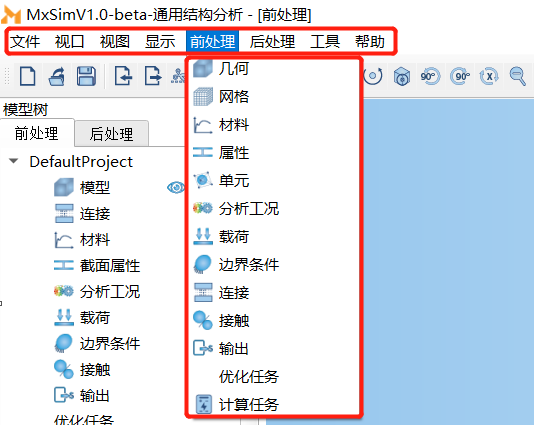 MxSimV1.0-beta-通用结构分析 - [前处理]
文件 视口 视图 显示 前处理 后处理 工具 帮助
几何
网格
材料
属性
单元
分析工况
载荷
边界条件
连接
接触
输出
优化任务
计算任务
90° 90° X
模型树
前处理 后处理
DefaultProject
模型
连接
材料
截面属性
分析工况
载荷
边界条件
接触
输出
优化任务